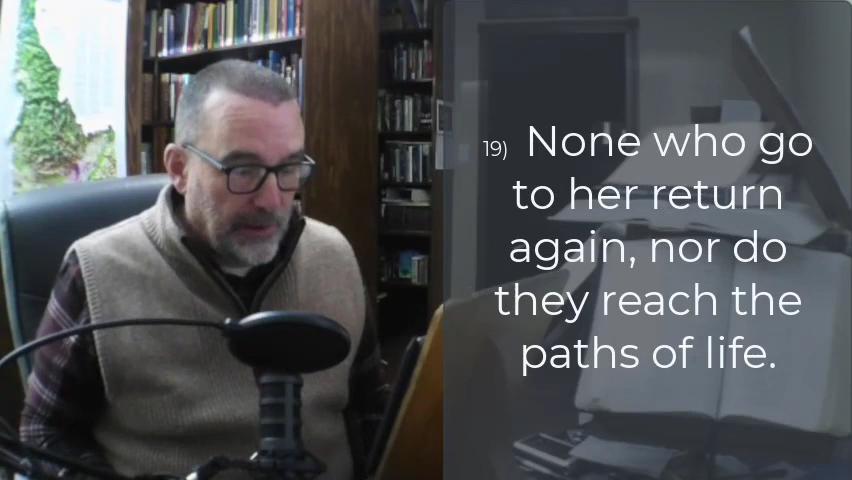 19) None who go
to her return
again, nor do
they reach the
paths of life.